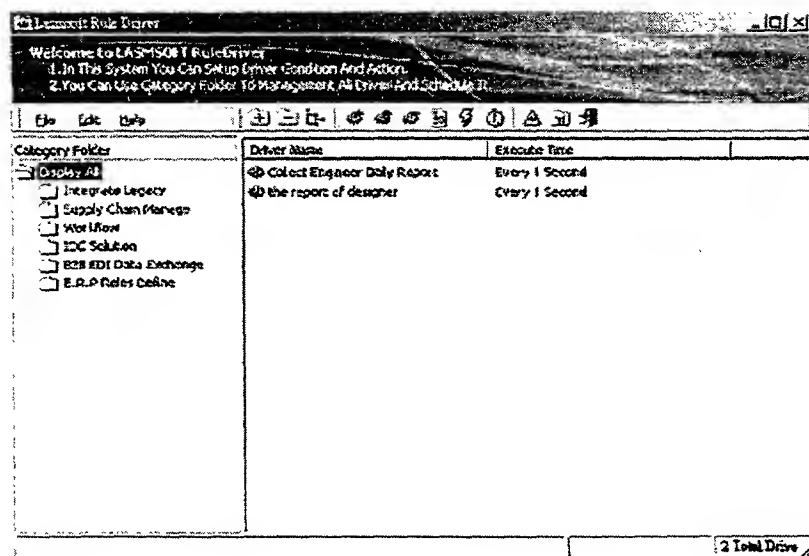 Lasmsoft Rule Driver
Welcome to LASMSOFT RuleDriver
1.In This System You Can Setup Driver Condition And Action.
2.You Can Use Category Folder To Management All Driver And Schedule It
File Edit Help
Category Folder
Driver Name Execute Time
Display All
Colect Engineer Daily Report Every 1 Second
Integrate Legacy
the report of designer Every 1 Second
Supply Chain Manage
Workflow
IDC Solution
B2B EDI Data Exchange
E.R.P Rules Define
2 Total Drive